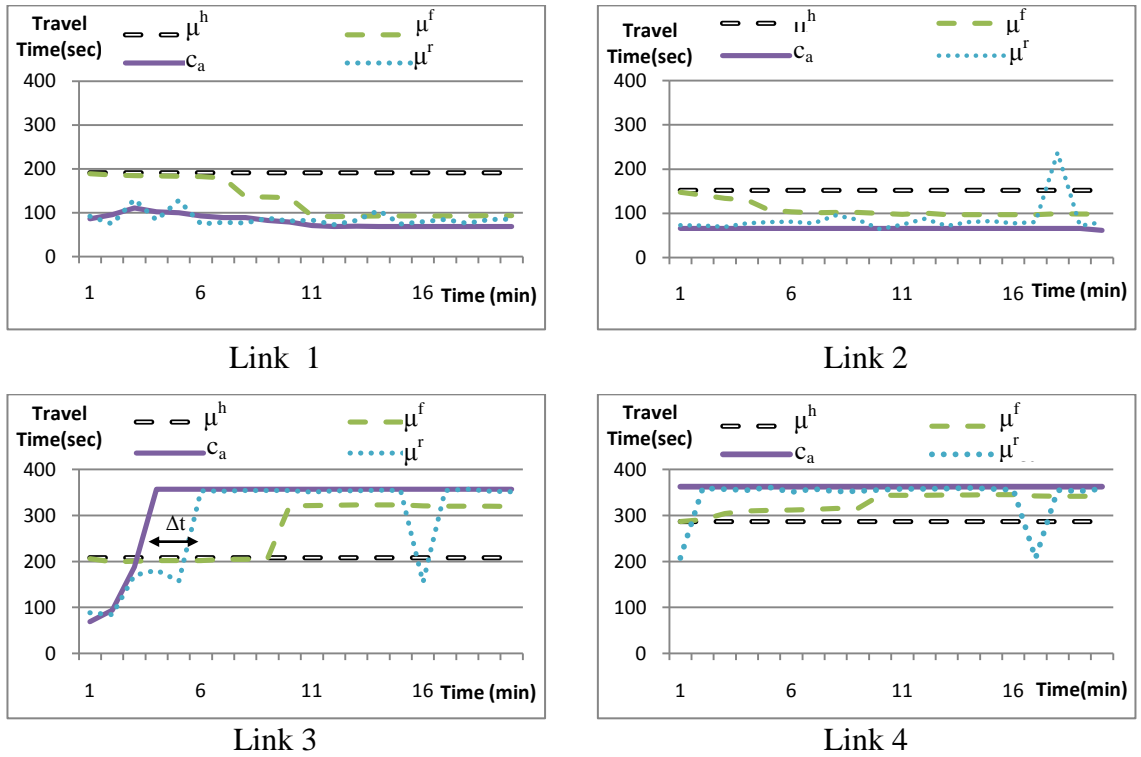 Travel
Time(sec)
μʰ
μᶠ
cₐ
μʳ
400
300
200
100
0
1 6 11 16 Time (min)
Link 1
Travel
Time(sec)
μᶠ
cₐ
μʳ
400
300
200
100
0
1 6 11 16 Time (min)
Link 2
Travel
Time(sec)
μʰ
μᶠ
cₐ
μʳ
400
300
200
100
0
Δt
1 6 11 16 Time (min)
Link 3
Travel
Time(sec)
μʰ
μᶠ
cₐ
μʳ
400
300
200
100
0
1 6 11 16 Time(min)
Link 4